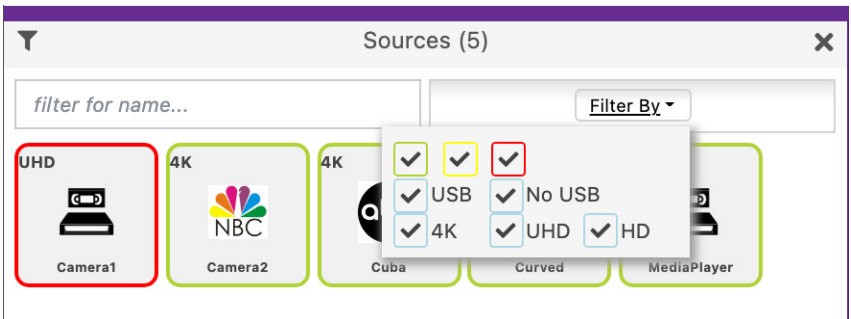 Sources (5)
filter for name...
Filter By
UHD
4K
4K
USB
No USB
4K
UHD
HD
NBC
Camera1
Camera2
Cuba
Curved
MediaPlayer